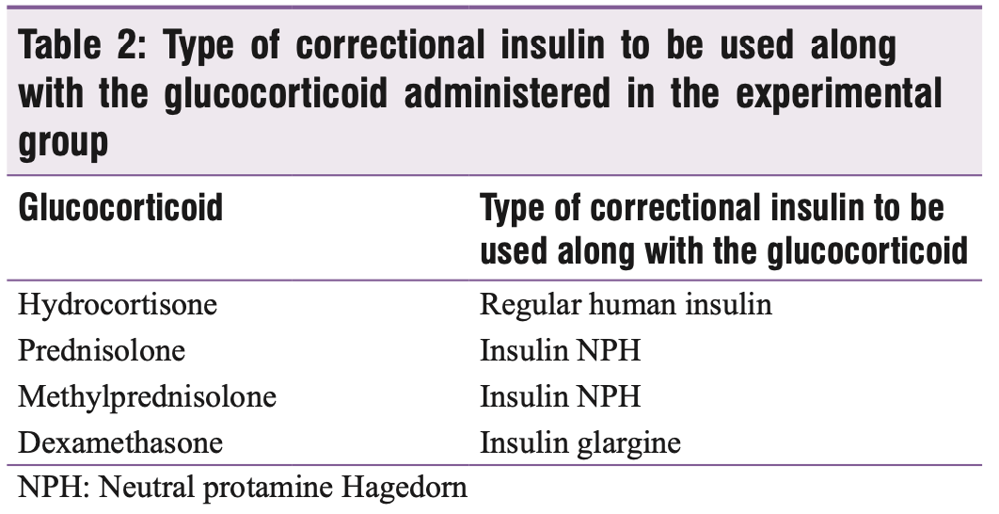 Table 2: Type of correctional insulin to be used along
with the glucocorticoid administered in the experimental
group
Glucocorticoid Type of correctional insulin to be
used along with the glucocorticoid
Hydrocortisone Regular human insulin
Prednisolone Insulin NPH
Methylprednisolone Insulin NPH
Dexamethasone Insulin glargine
NPH: Neutral protamine Hagedorn